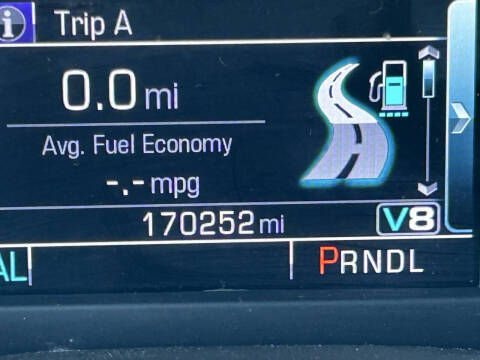 i Trip A
0.0 mi
Avg. Fuel Economy
-.- mpg
170252 mi V8
AL PRNDL